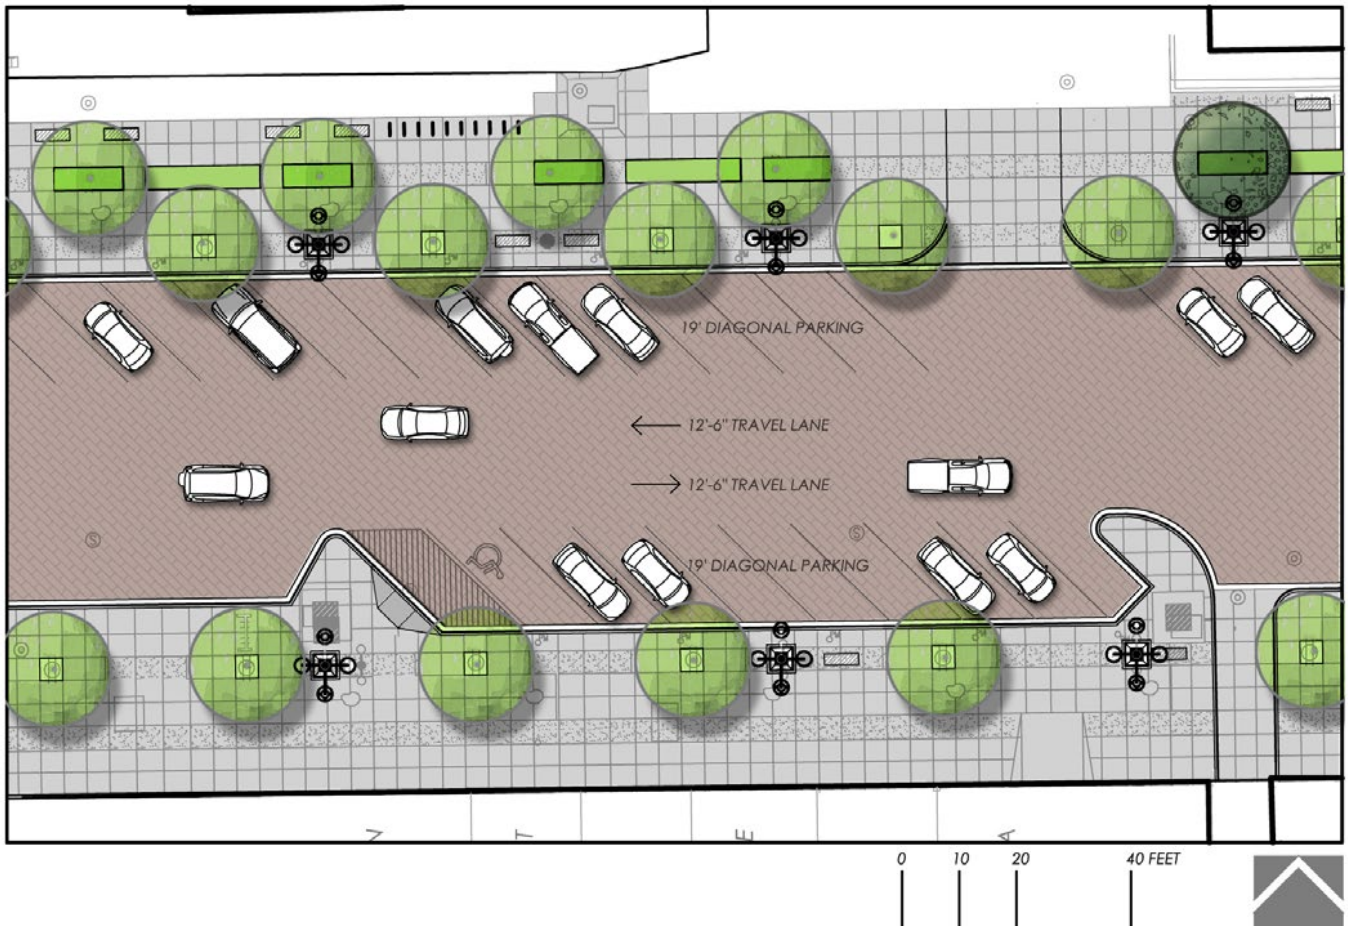 19' DIAGONAL PARKING
12'-6" TRAVEL LANE
12'-6" TRAVEL LANE
S
S
19' DIAGONAL PARKING
T
E
A
0 10 20 40 FEET